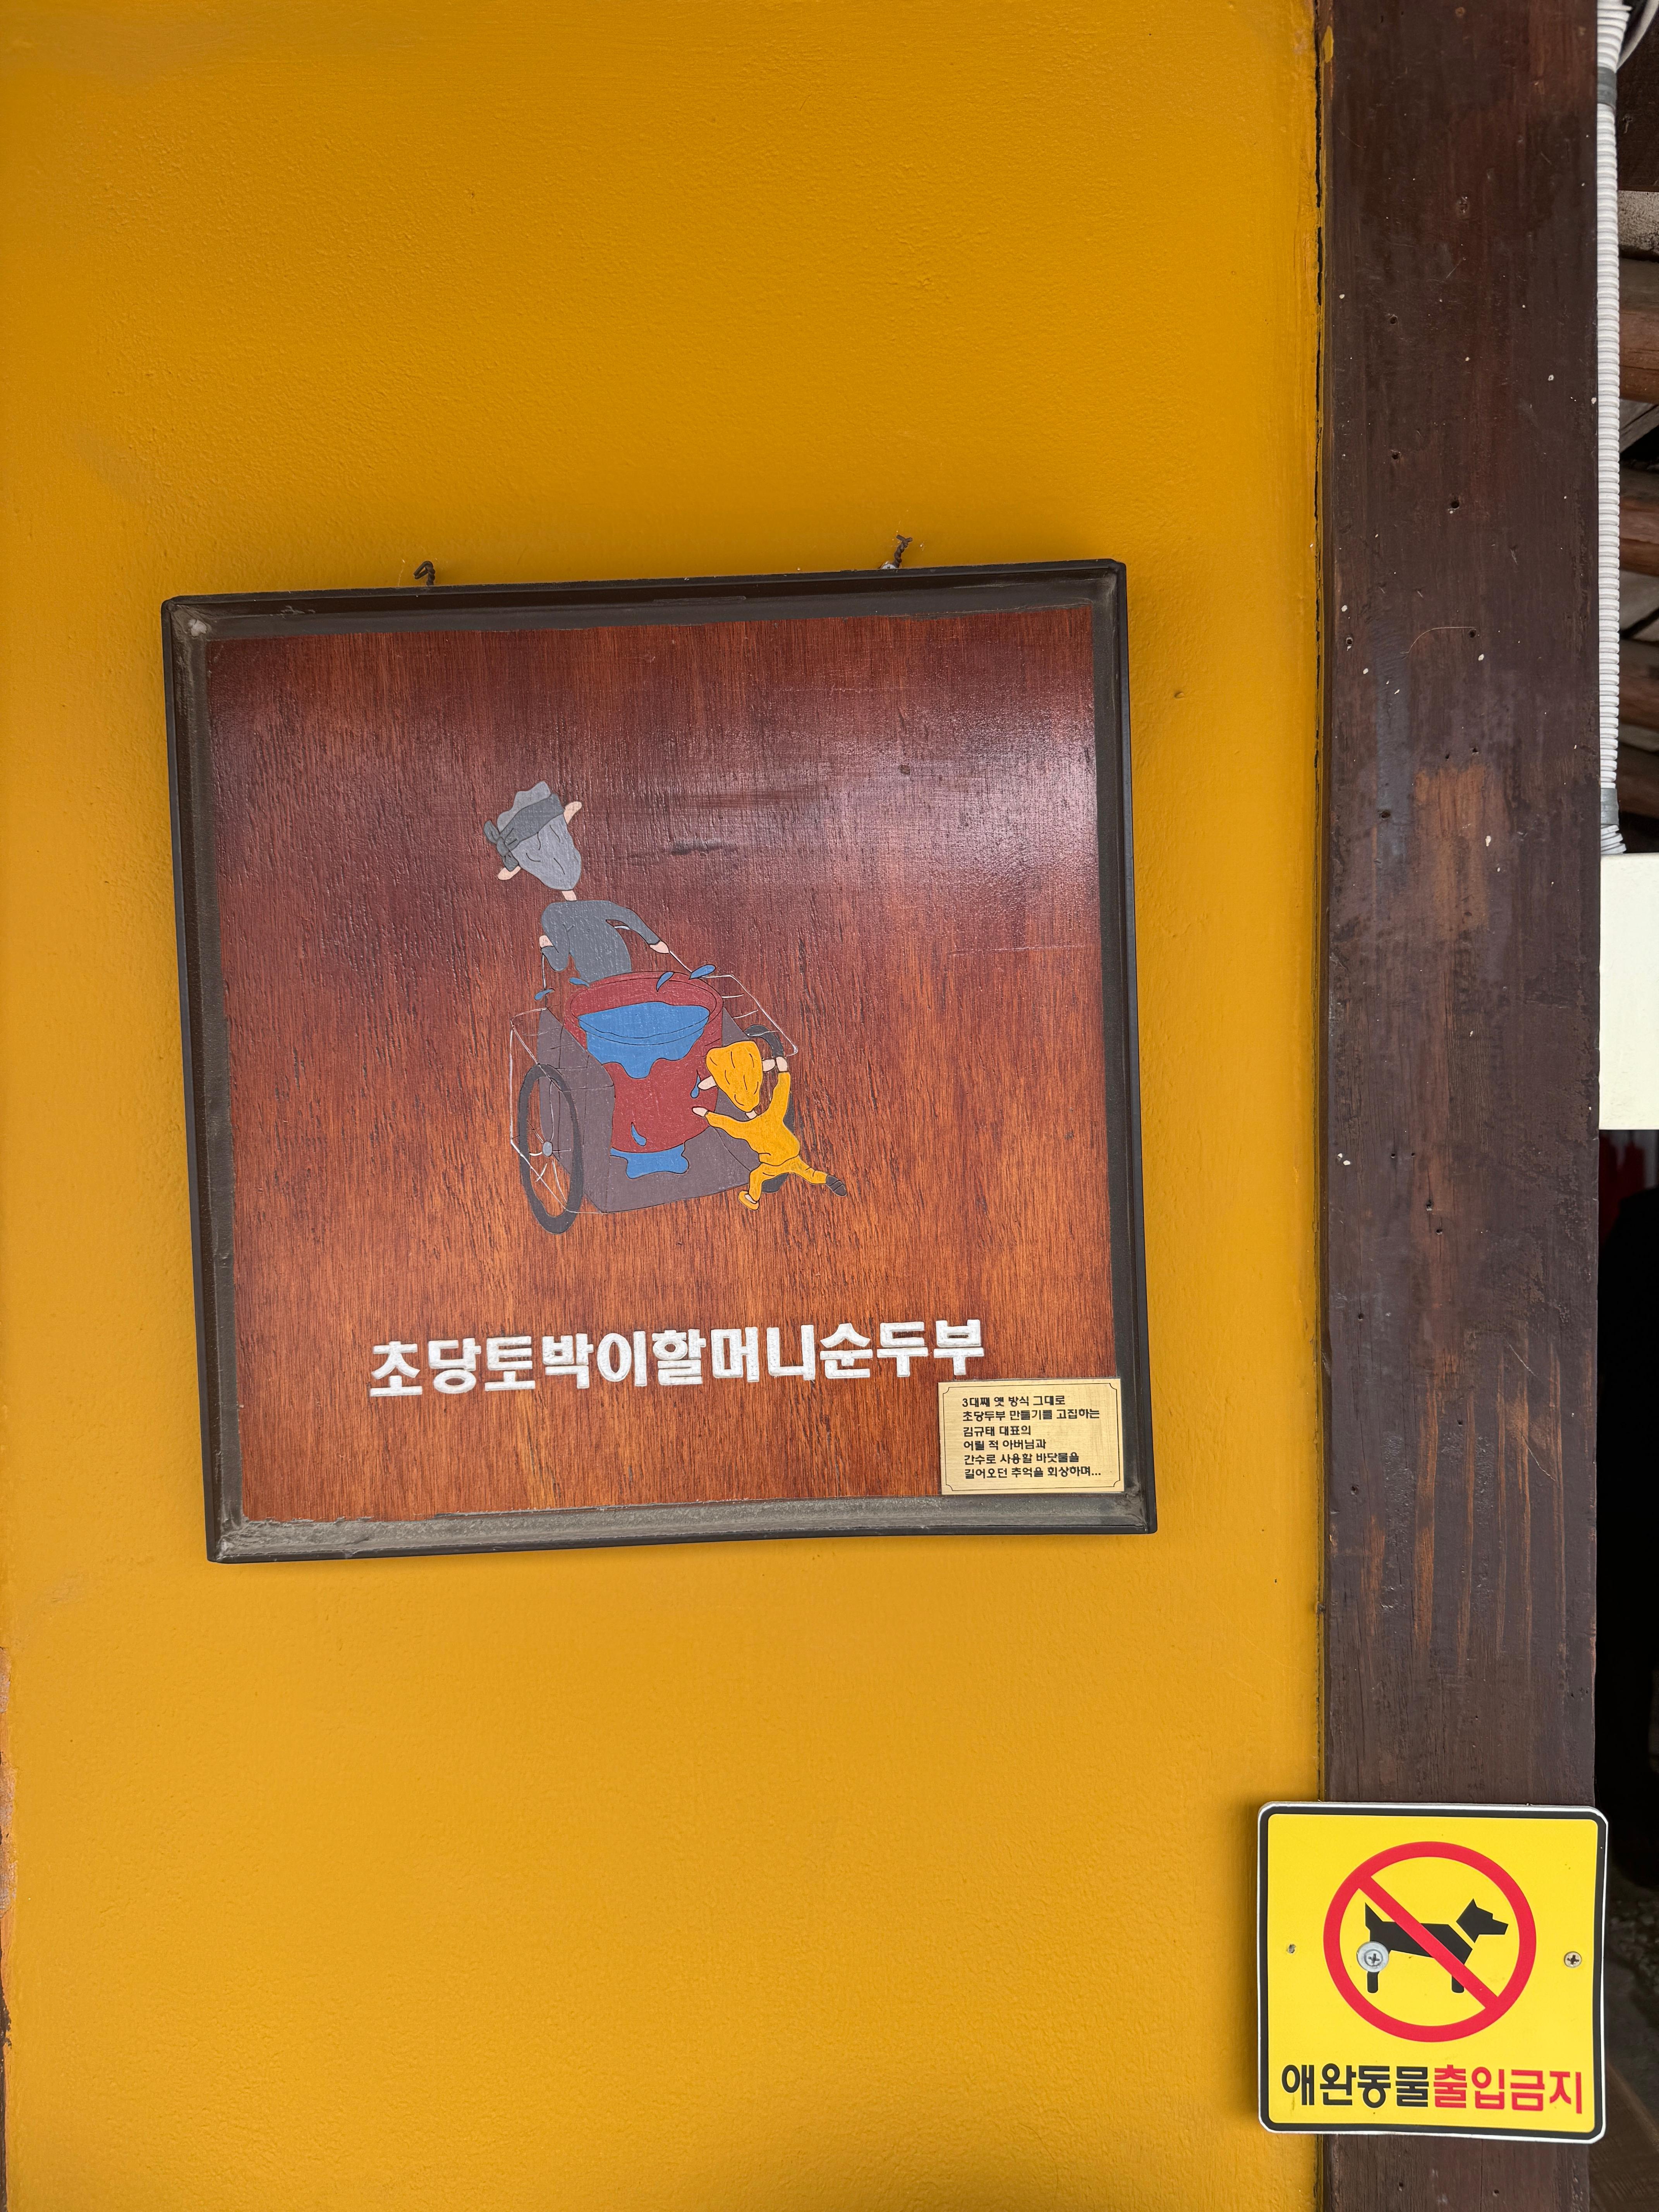 초당토박이할머니순두부
3대째 옛 방식 그대로
초당두부 만들기를 고집하는
김규태 대표의
어릴 적 아버님과
간수로 사용할 바닷물을
길어오던 추억을 회상하며...
애완동물출입금지